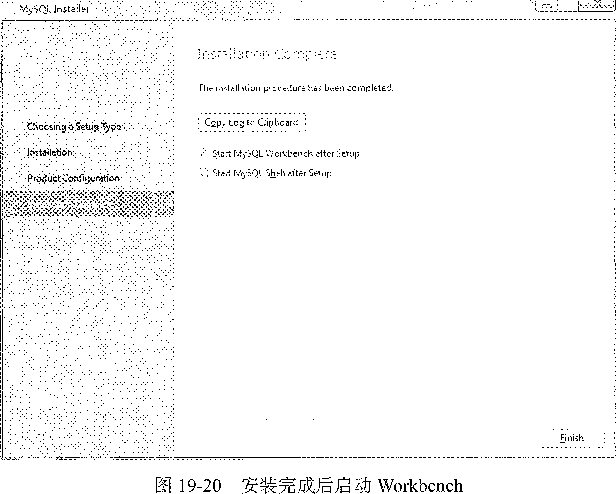 MySQL Installer
Installation Complete
The installation procedure has been completed.
Copy Log to Clipboard
Choosing a Setup Type
Start MySQL Workbench after Setup
Installation
Start MySQL Shell after Setup
Product Configuration
Finish
图 19-20 安装完成后启动 Workbench